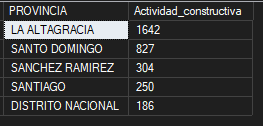 PROVINCIA Actividad_constructiva
LA ALTAGRACIA 1642
SANTO DOMINGO 827
SANCHEZ RAMIREZ 304
SANTIAGO 250
DISTRITO NACIONAL 186